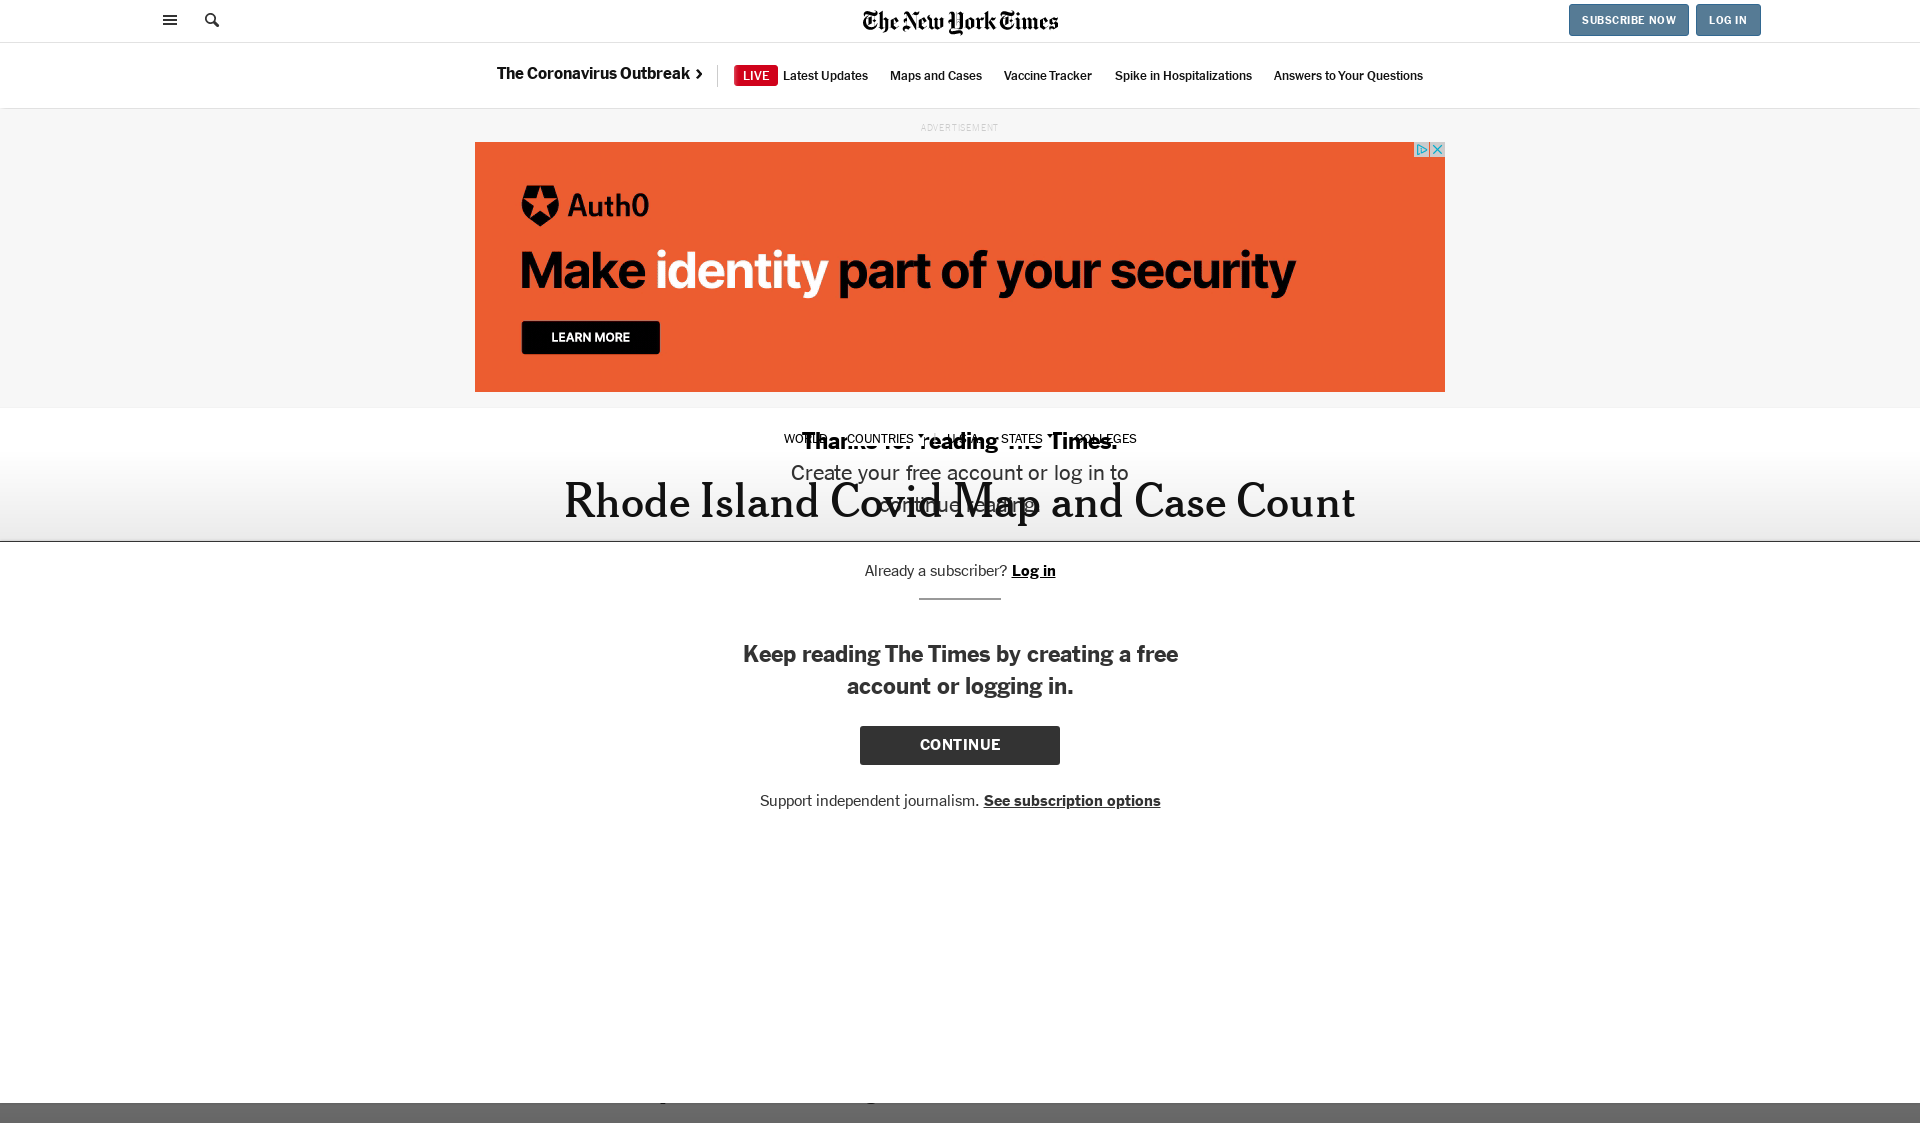 The New York Times
SUBSCRIBE NOW
LOG IN
The Coronavirus Outbreak
LIVE Latest Updates
Maps and Cases
Vaccine Tracker
Spike in Hospitalizations
Answers to Your Questions
ADVERTISEMENT
Auth0
Make identity part of your security
LEARN MORE
WORLD COUNTRIES U.S.A. STATES COLLEGES
Thanks for reading The Times.
Create your free account or log in to
continue reading.
Rhode Island Covid Map and Case Count
Already a subscriber? Log in
Keep reading The Times by creating a free
account or logging in.
CONTINUE
Support independent journalism. See subscription options